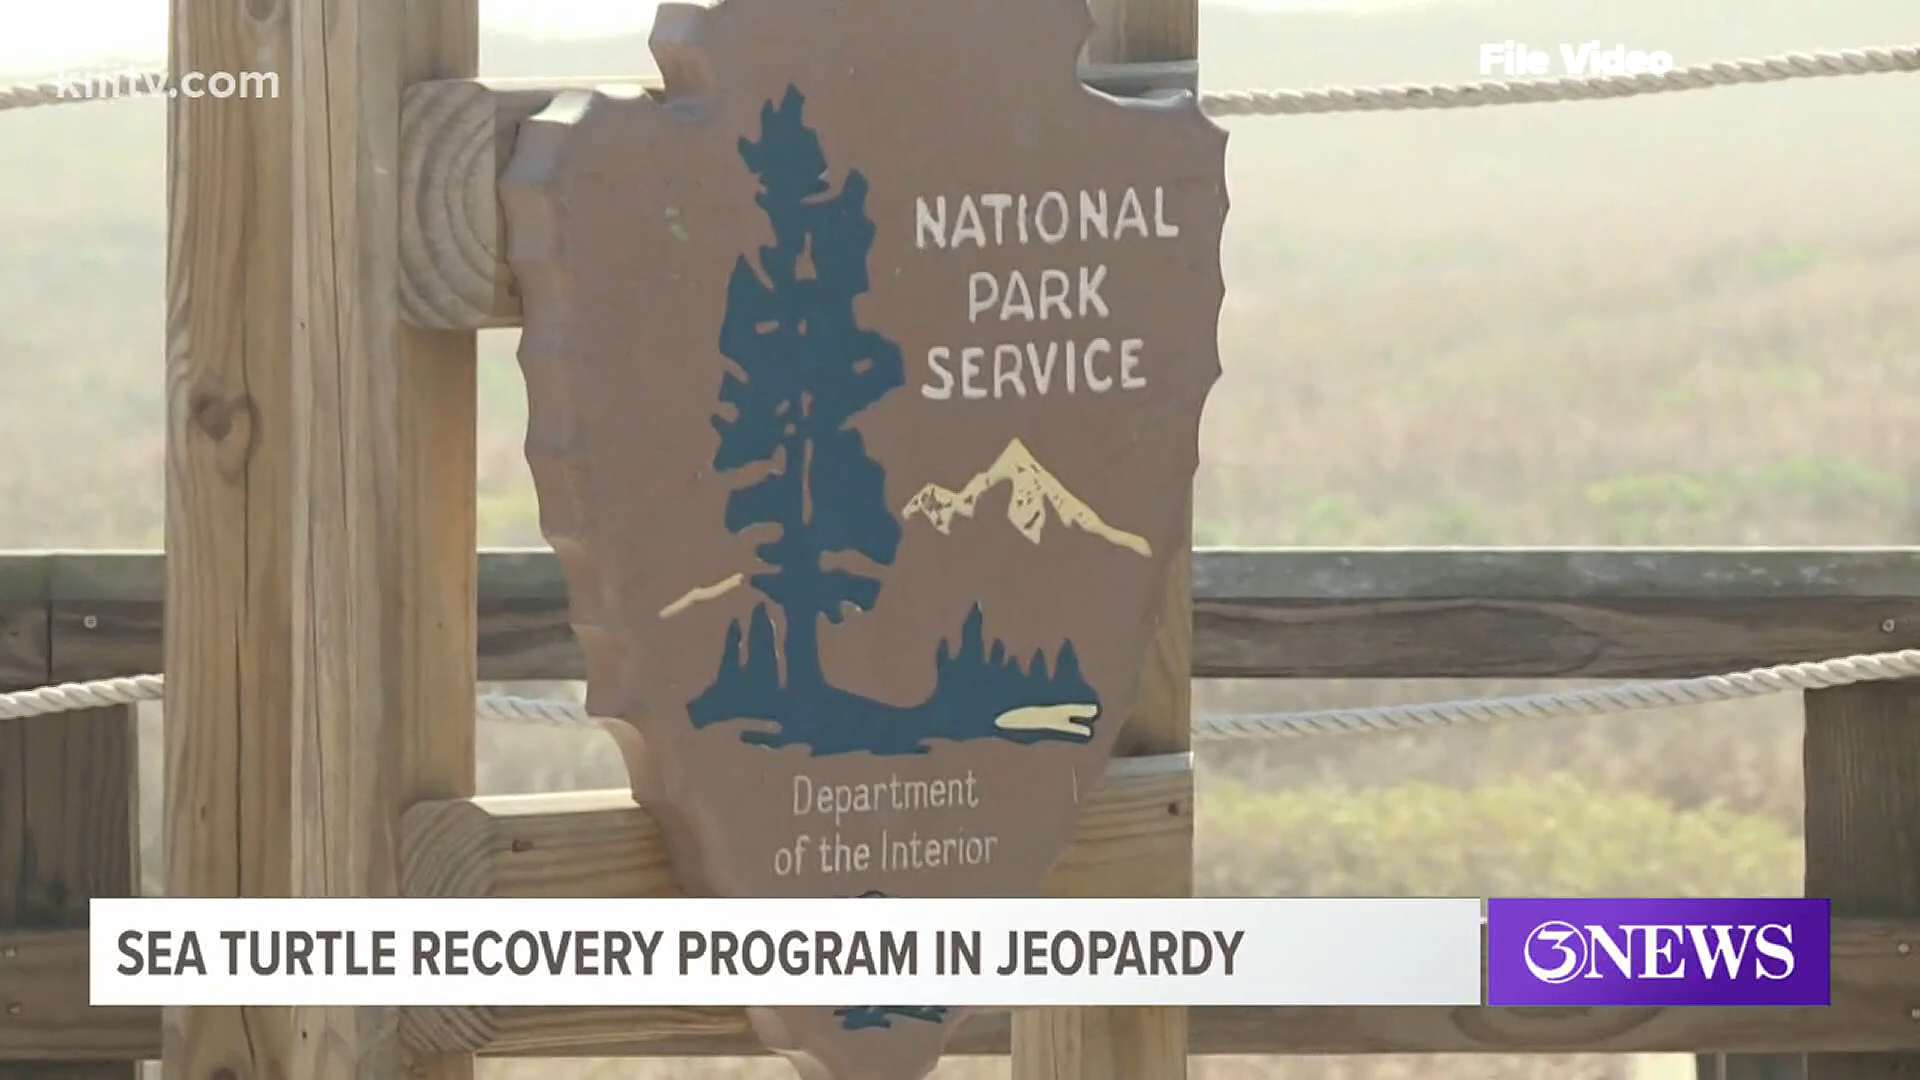 kiiitv.com
File Video
NATIONAL
PARK
SERVICE
Department
of the Interior
SEA TURTLE RECOVERY PROGRAM IN JEOPARDY
3NEWS